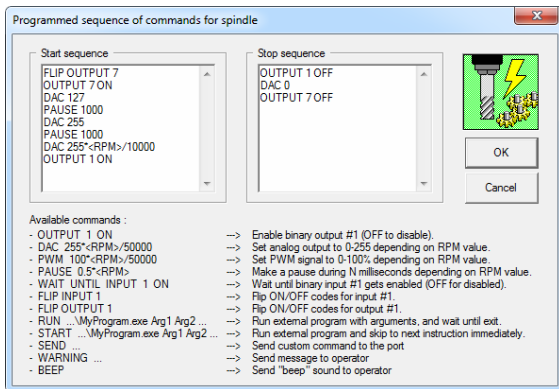 Programmed sequence of commands for spindle
Start sequence
FLIP OUTPUT 7
OUTPUT 7 ON
DAC 127
PAUSE 1000
DAC 255
PAUSE 1000
DAC 255*<RPM>/10000
OUTPUT 1 ON
Stop sequence
OUTPUT 1 OFF
DAC 0
OUTPUT 7 OFF
OK
Cancel
Available commands :
- OUTPUT 1 ON ---> Enable binary output #1 (OFF to disable).
- DAC 255*<RPM>/50000 ---> Set analog output to 0-255 depending on RPM value.
- PWM 100*<RPM>/50000 ---> Set PWM signal to 0-100% depending on RPM value.
- PAUSE 0.5*<RPM> ---> Make a pause during N milliseconds depending on RPM value.
- WAIT UNTIL INPUT 1 ON ---> Wait until binary input #1 gets enabled (OFF for disabled).
- FLIP INPUT 1 ---> Flip ON/OFF codes for input #1.
- FLIP OUTPUT 1 ---> Flip ON/OFF codes for output #1.
- RUN ...\MyProgram.exe Arg1 Arg2 ... ---> Run external program with arguments, and wait until exit.
- START ...\MyProgram.exe Arg1 Arg2 ... ---> Run external program and skip to next instruction immediately.
- SEND ... ---> Send custom command to the port
- WARNING ... ---> Send message to operator
- BEEP ---> Send "beep" sound to operator